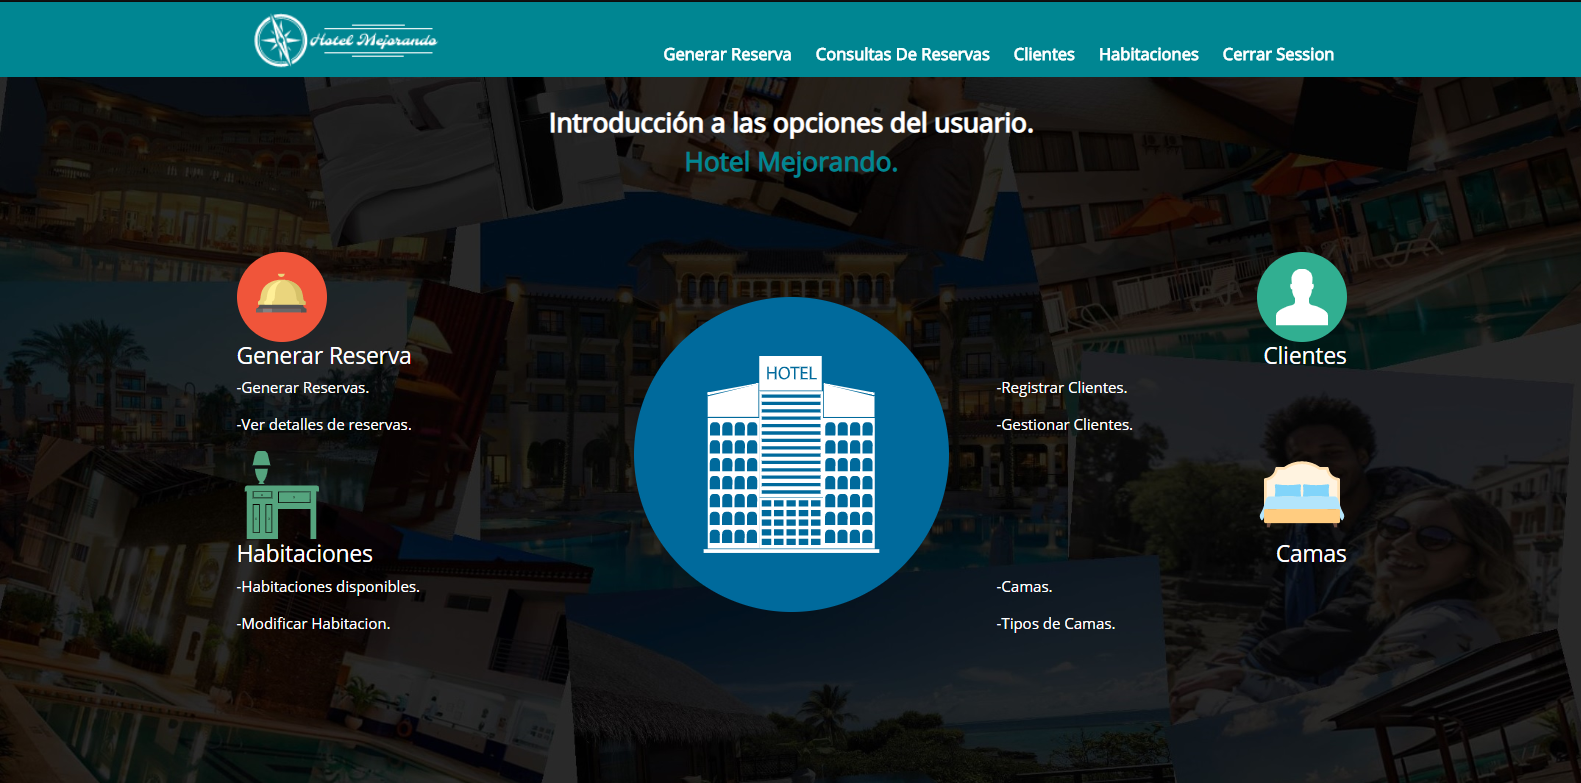 Hotel Mejorando
Generar Reserva Consultas De Reservas Clientes Habitaciones Cerrar Session
Introducción a las opciones del usuario.
Hotel Mejorando.
Generar Reserva
-Generar Reservas.
-Ver detalles de reservas.
Habitaciones
-Habitaciones disponibles.
-Modificar Habitacion.
HOTEL
Clientes
-Registrar Clientes.
-Gestionar Clientes.
Camas
-Camas.
-Tipos de Camas.